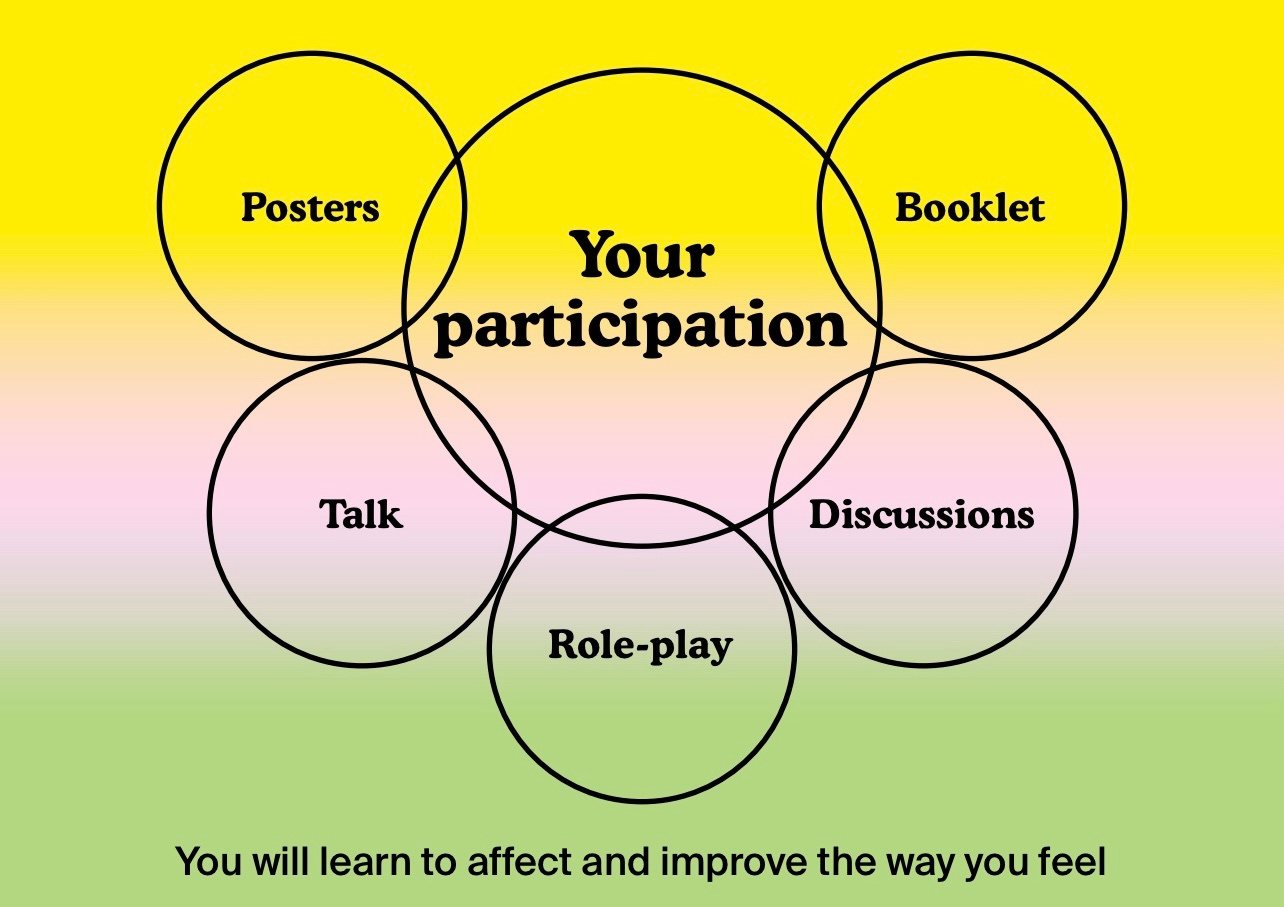 Posters
Booklet
Your
participation
Talk
Discussions
Role-play
You will learn to affect and improve the way you feel